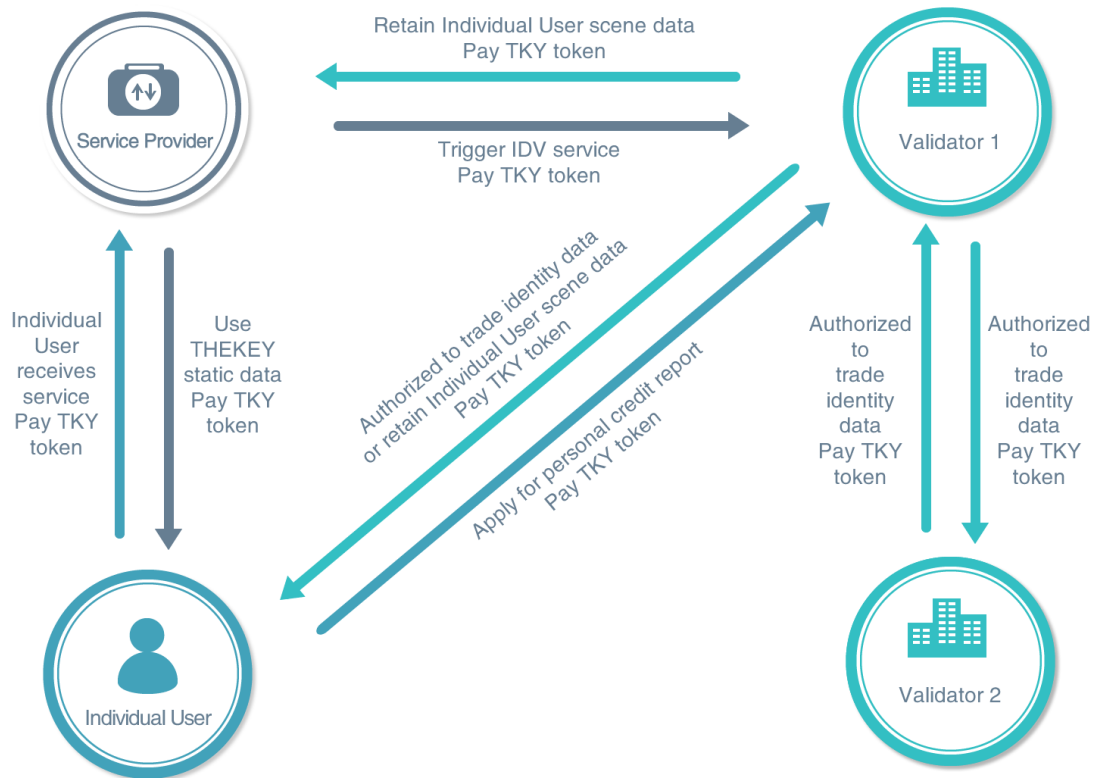 Retain Individual User scene data
Pay TKY token
Service Provider
Trigger IDV service
Pay TKY token
Validator 1
Individual
User
receives
service
Pay TKY
token
Use
THEKEY
static data
Pay TKY
token
Authorized to trade identity data
or retain Individual User scene data
Pay TKY token
Apply for personal credit report
Pay TKY token
Authorized
to
trade
identity
data
Pay TKY
token
Authorized
to
trade
identity
data
Pay TKY
token
Individual User
Validator 2